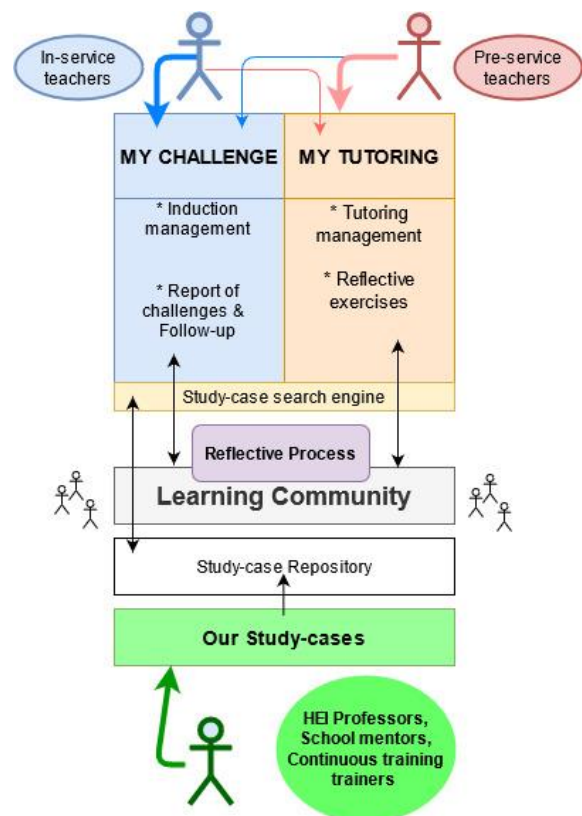 In-service
teachers
Pre-service
teachers
MY CHALLENGE
MY TUTORING
* Induction
management
* Report of
challenges &
Follow-up
* Tutoring
management
* Reflective
exercises
Study-case search engine
Reflective Process
Learning Community
Study-case Repository
Our Study-cases
HEI Professors,
School mentors,
Continuous training
trainers